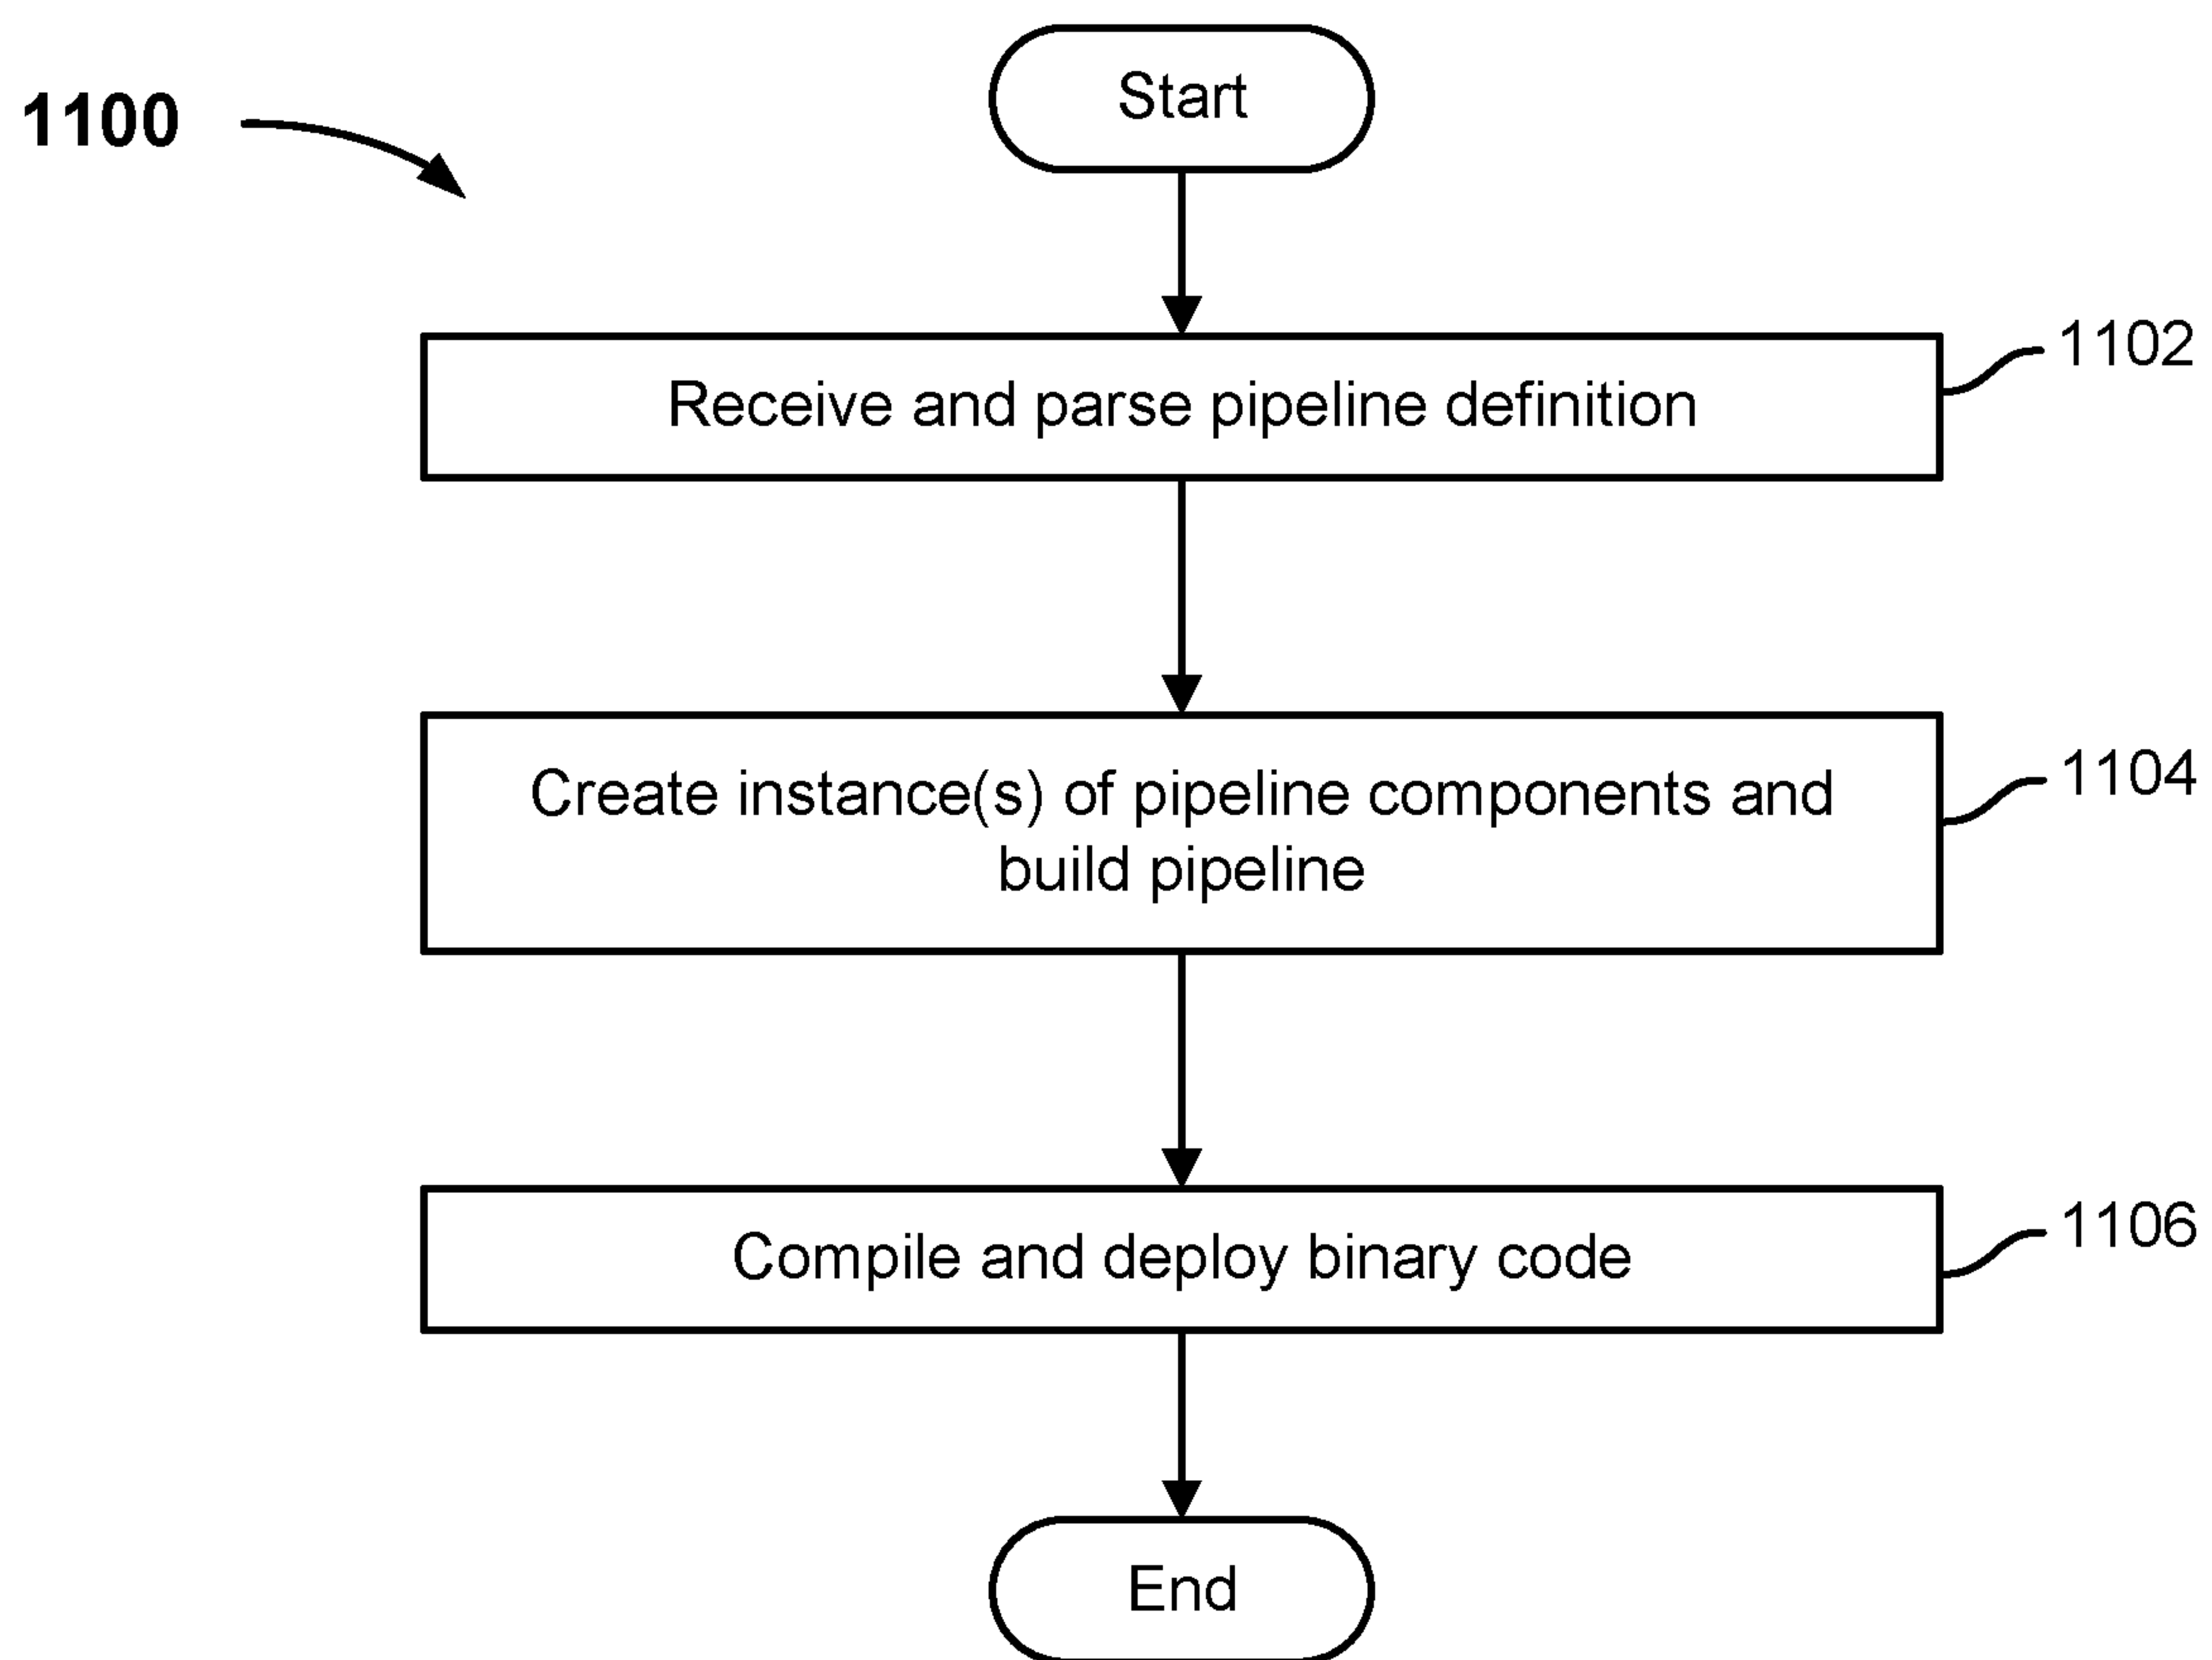 1100
Start
Receive and parse pipeline definition
1102
Create instance(s) of pipeline components and
build pipeline
1104
Compile and deploy binary code
1106
End